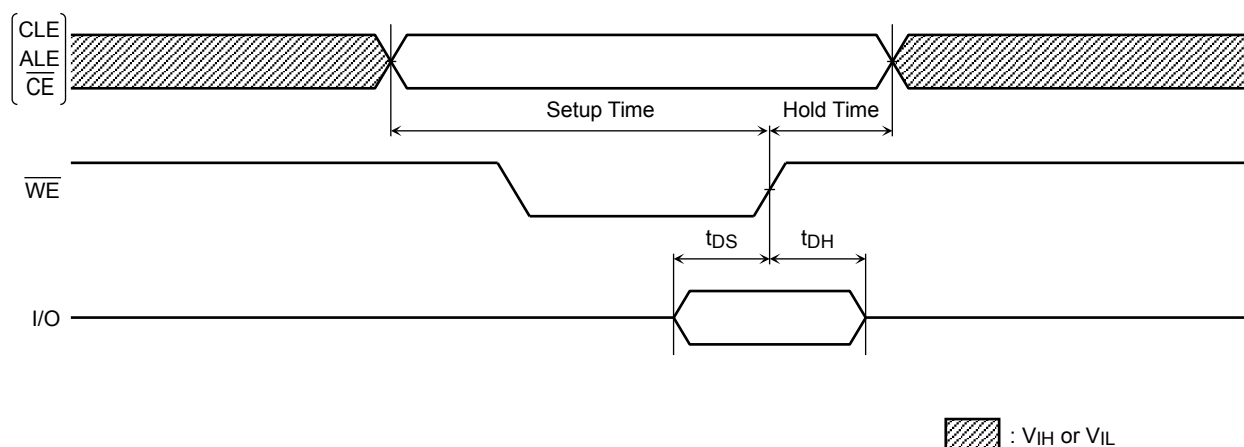 CLE
ALE
CE
Setup Time
Hold Time
WE
tDS
tDH
I/O
: VIH or VIL